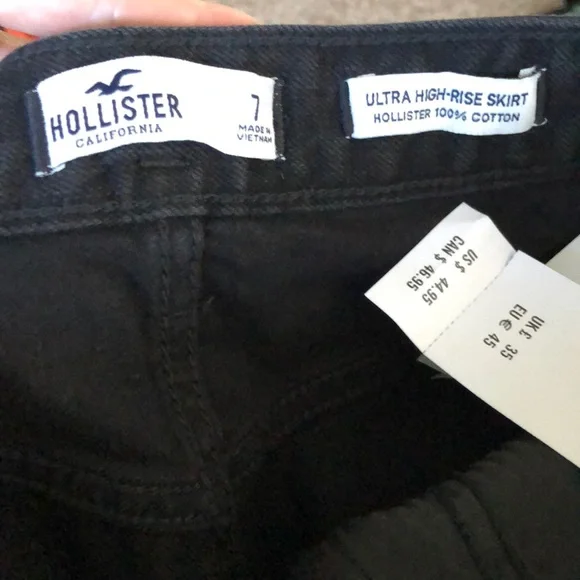 HOLLISTER
CALIFORNIA
7
MADE IN
VIETNAM
ULTRA HIGH-RISE SKIRT
HOLLISTER 100% COTTON
US $ 44.95
CAN $ 46.95
UK £ 35
EU € 45